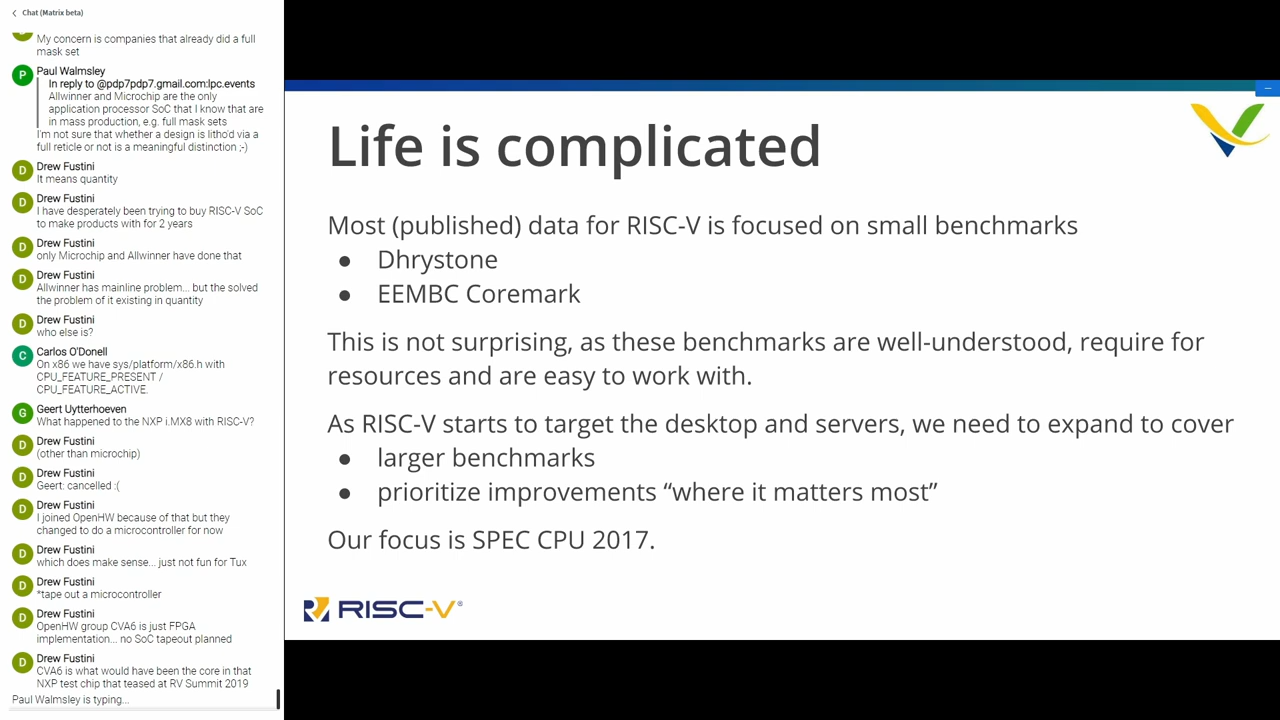 Chat (Matrix beta)
My concern is companies that already did a full
mask set
P
Paul Walmsley
In reply to @pdp7pdp7.gmail.com:lpc.events
Allwinner and Microchip are the only
application processor SoC that I know that are
in mass production, e.g. full mask sets
I'm not sure that whether a design is litho'd via a
full reticle or not is a meaningful distinction ;-)
D
Drew Fustini
It means quantity
D
Drew Fustini
I have desperately been trying to buy RISC-V SoC
to make products with for 2 years
D
Drew Fustini
only Microchip and Allwinner have done that
D
Drew Fustini
Allwinner has mainline problem... but the solved
the problem of it existing in quantity
D
Drew Fustini
who else is?
C
Carlos O'Donell
On x86 we have sys/platform/x86.h with
CPU_FEATURE_PRESENT /
CPU_FEATURE_ACTIVE.
G
Geert Uytterhoeven
What happened to the NXP i.MX8 with RISC-V?
D
Drew Fustini
(other than microchip)
D
Drew Fustini
Geert: cancelled :(
D
Drew Fustini
I joined OpenHW because of that but they
changed to do a microcontroller for now
D
Drew Fustini
which does make sense... just not fun for Tux
D
Drew Fustini
*tape out a microcontroller
D
Drew Fustini
OpenHW group CVA6 is just FPGA
implementation... no SoC tapeout planned
D
Drew Fustini
CVA6 is what would have been the core in that
NXP test chip that teased at RV Summit 2019
Paul Walmsley is typing...
Life is complicated
Most (published) data for RISC-V is focused on small benchmarks
● Dhrystone
● EEMBC Coremark
This is not surprising, as these benchmarks are well-understood, require for
resources and are easy to work with.
As RISC-V starts to target the desktop and servers, we need to expand to cover
● larger benchmarks
● prioritize improvements “where it matters most”
Our focus is SPEC CPU 2017.
RISC-V®